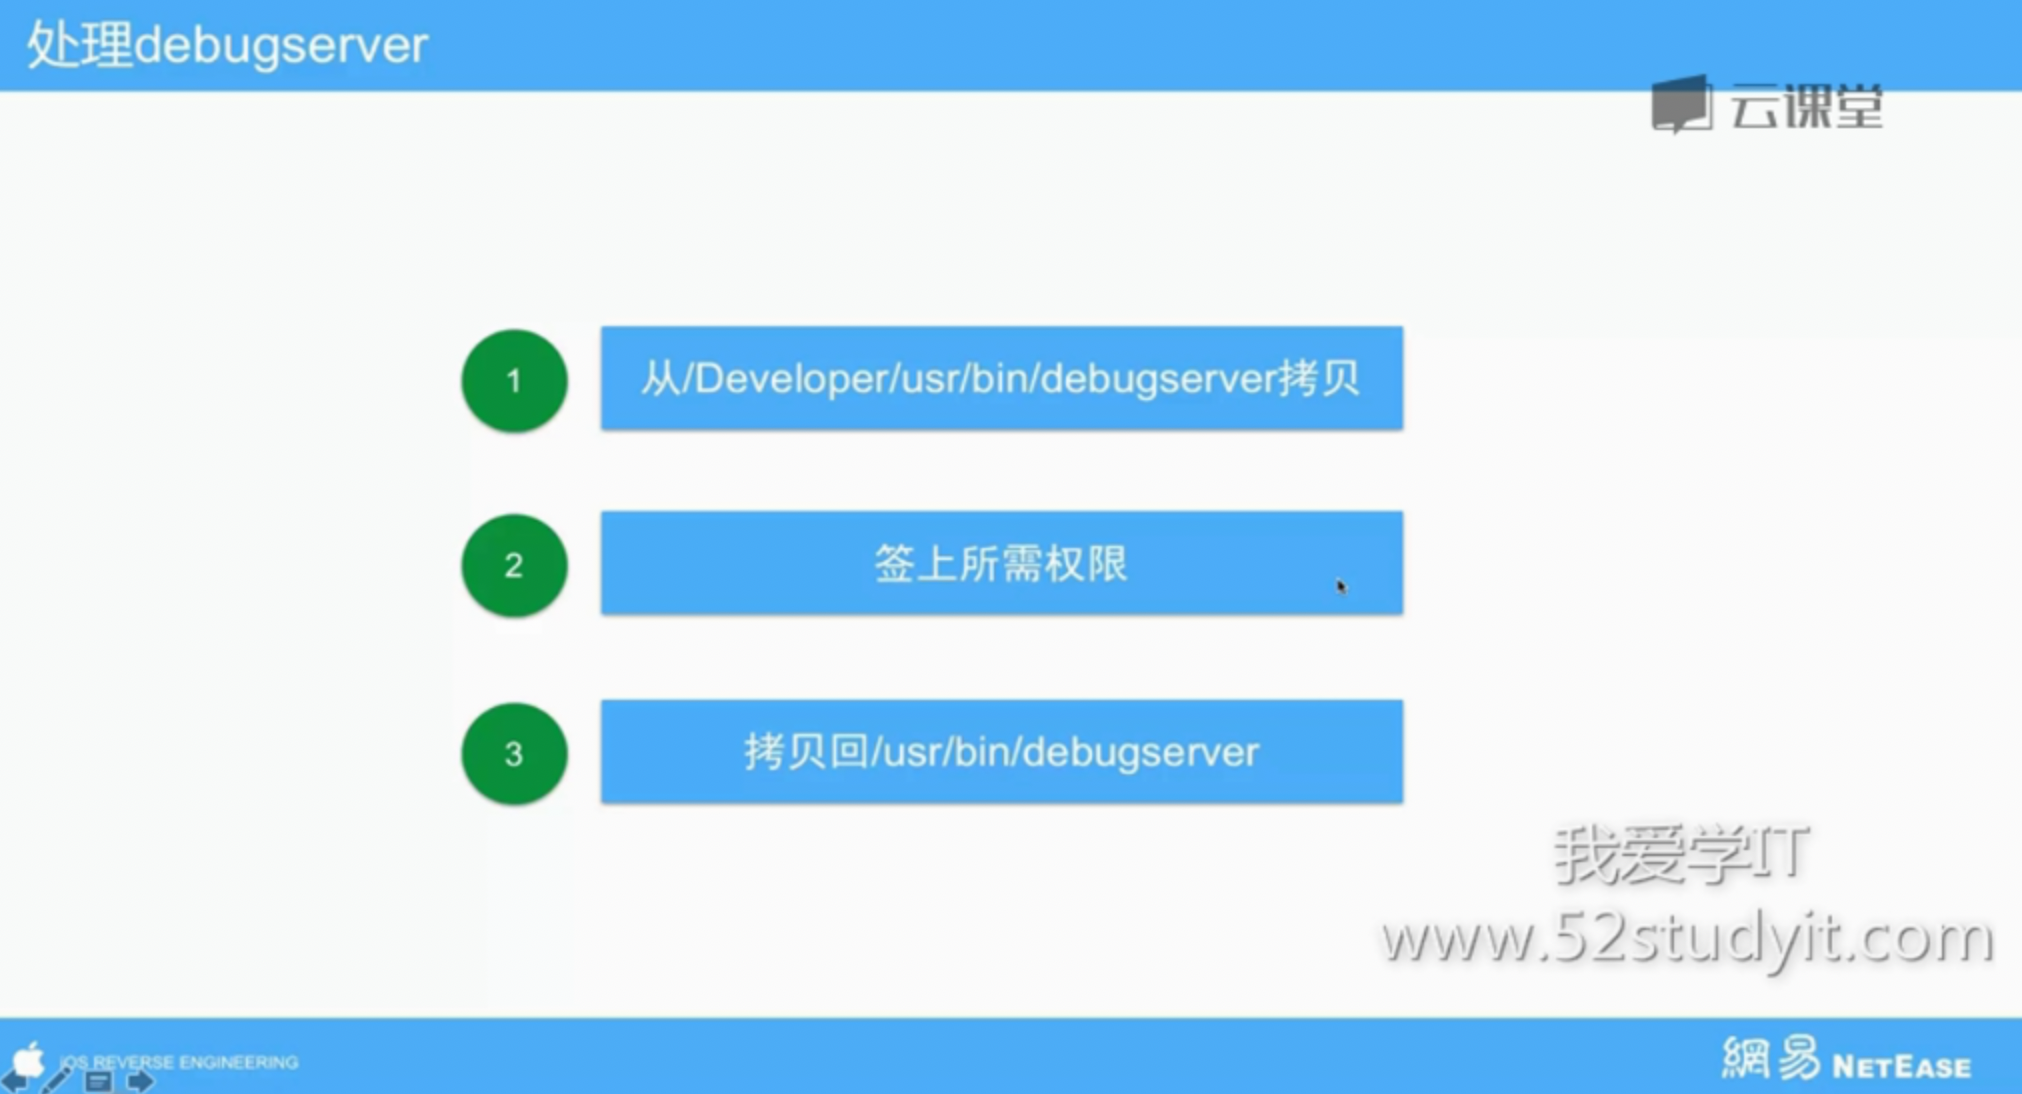 处理debugserver
云课堂
1
从/Developer/usr/bin/debugserver拷贝
2
签上所需权限
3
拷贝回/usr/bin/debugserver
我爱学IT
www.52studyit.com
iOS REVERSE ENGINEERING
網易 NETEASE